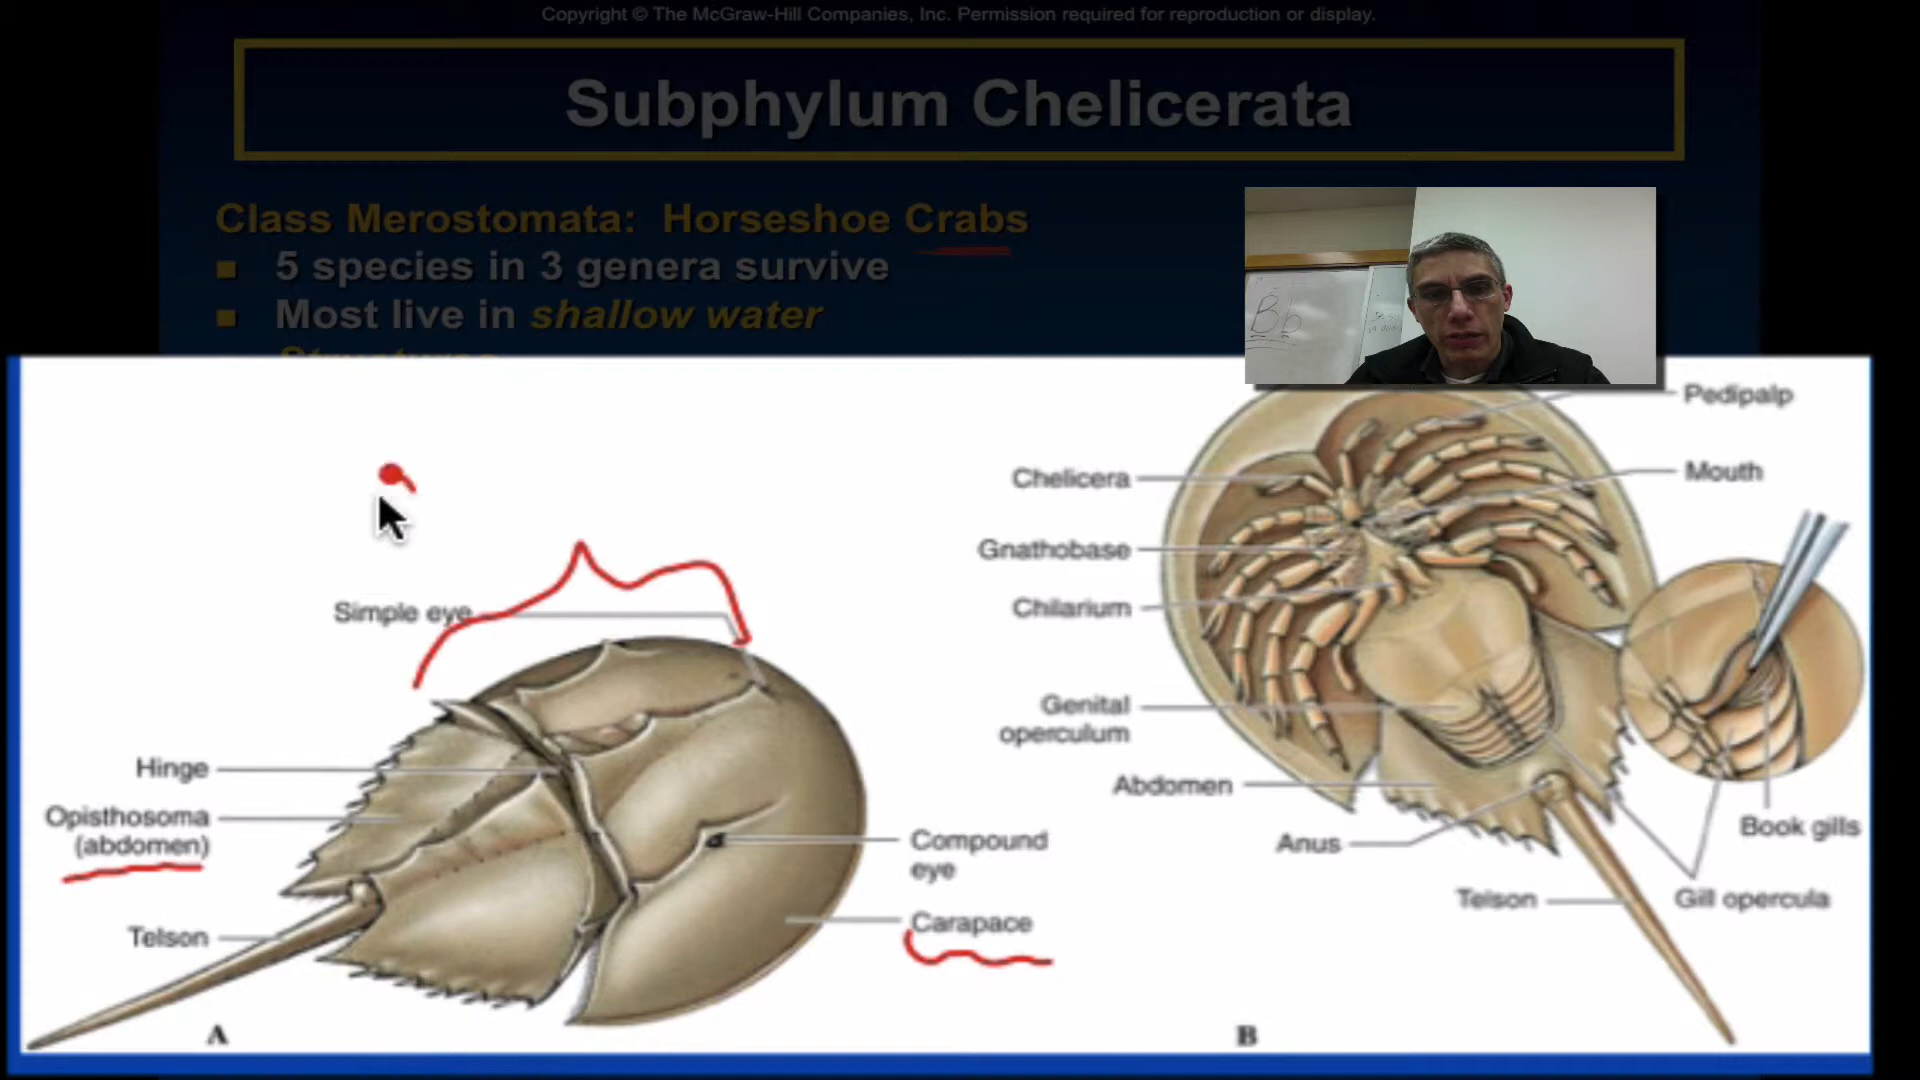 Copyright © The McGraw-Hill Companies, Inc. Permission required for reproduction or display.
Subphylum Chelicerata
Class Merostomata: Horseshoe Crabs
5 species in 3 genera survive
Most live in shallow water
Structures
Bb
Simple eye
Hinge
Opisthosoma
(abdomen)
Telson
A
Compound
eye
Carapace
Pedipalp
Chelicera
Mouth
Gnathobase
Chilarium
Genital
operculum
Abdomen
Anus
Book gills
Telson
Gill opercula
B